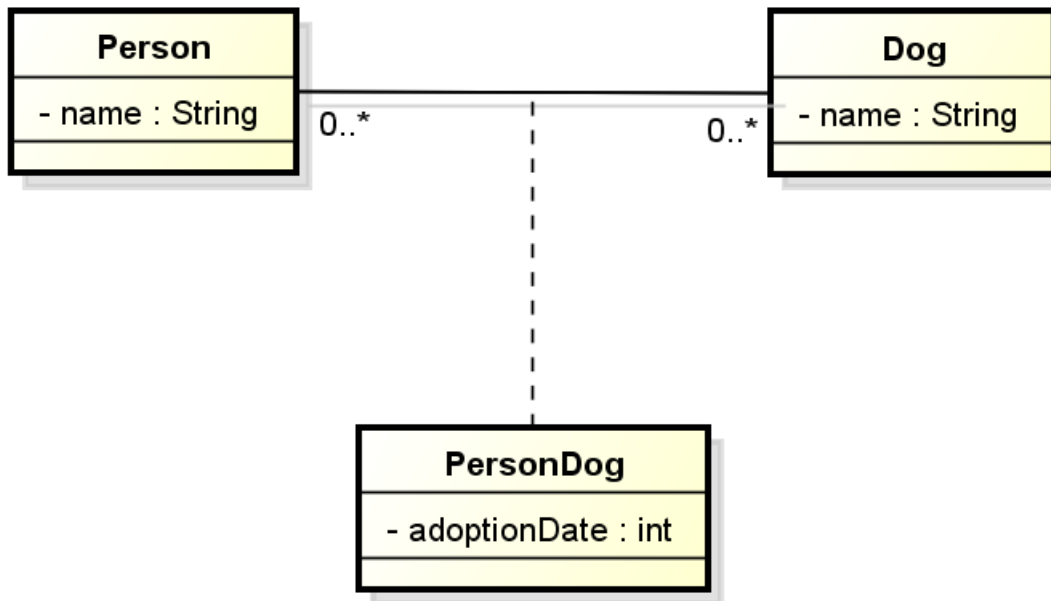 Person
- name : String
Dog
- name : String
0..*
0..*
PersonDog
- adoptionDate : int